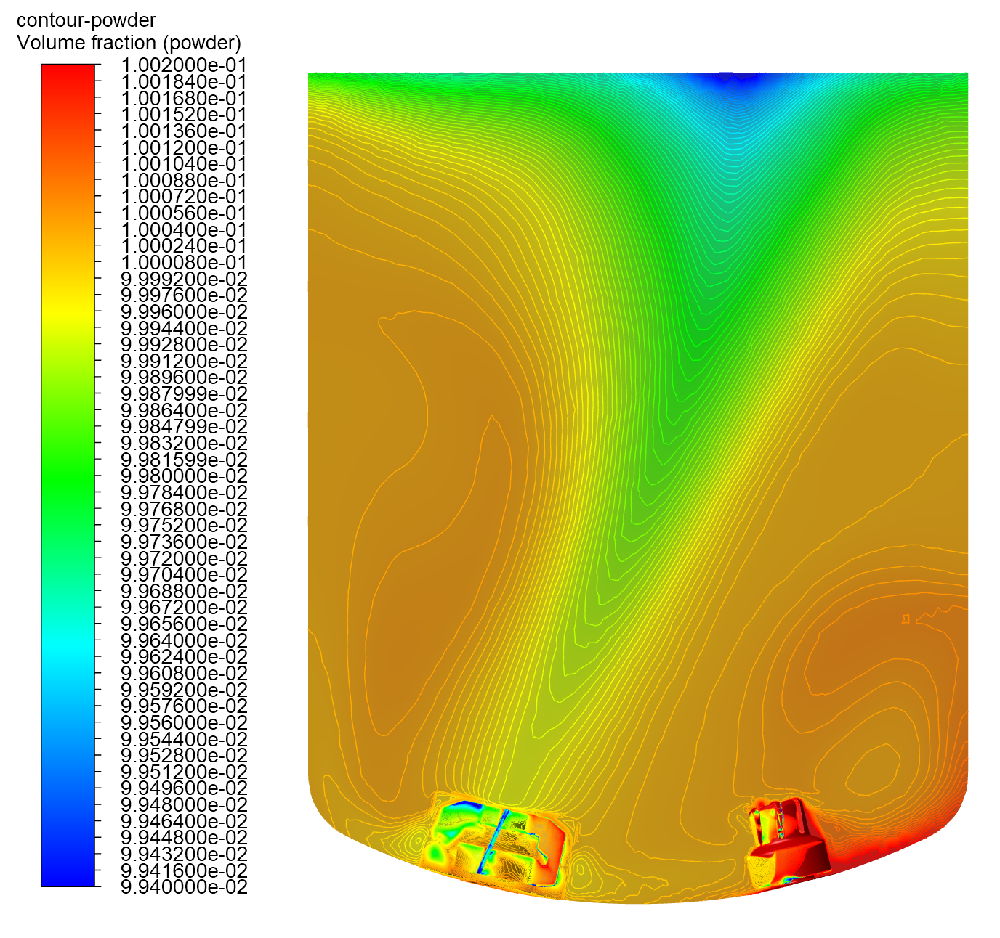 contour-powder
Volume fraction (powder)
1.002000e-01
1.001840e-01
1.001680e-01
1.001520e-01
1.001360e-01
1.001200e-01
1.001040e-01
1.000880e-01
1.000720e-01
1.000560e-01
1.000400e-01
1.000240e-01
1.000080e-01
9.999200e-02
9.997600e-02
9.996000e-02
9.994400e-02
9.992800e-02
9.991200e-02
9.989600e-02
9.987999e-02
9.986400e-02
9.984799e-02
9.983200e-02
9.981599e-02
9.980000e-02
9.978400e-02
9.976800e-02
9.975200e-02
9.973600e-02
9.972000e-02
9.970400e-02
9.968800e-02
9.967200e-02
9.965600e-02
9.964000e-02
9.962400e-02
9.960800e-02
9.959200e-02
9.957600e-02
9.956000e-02
9.954400e-02
9.952800e-02
9.951200e-02
9.949600e-02
9.948000e-02
9.946400e-02
9.944800e-02
9.943200e-02
9.941600e-02
9.940000e-02